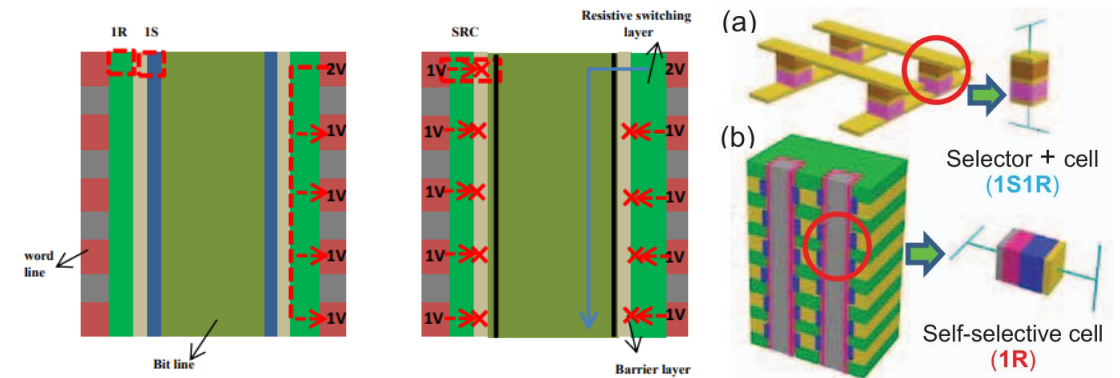 1R 1S
2V
1V
1V
1V
1V
word
line
Bit line
SRC
Resistive switching
layer
1V
1V
1V
1V
1V
2V
1V
1V
1V
1V
Barrier layer
(a)
Selector + cell
(1S1R)
(b)
Self-selective cell
(1R)